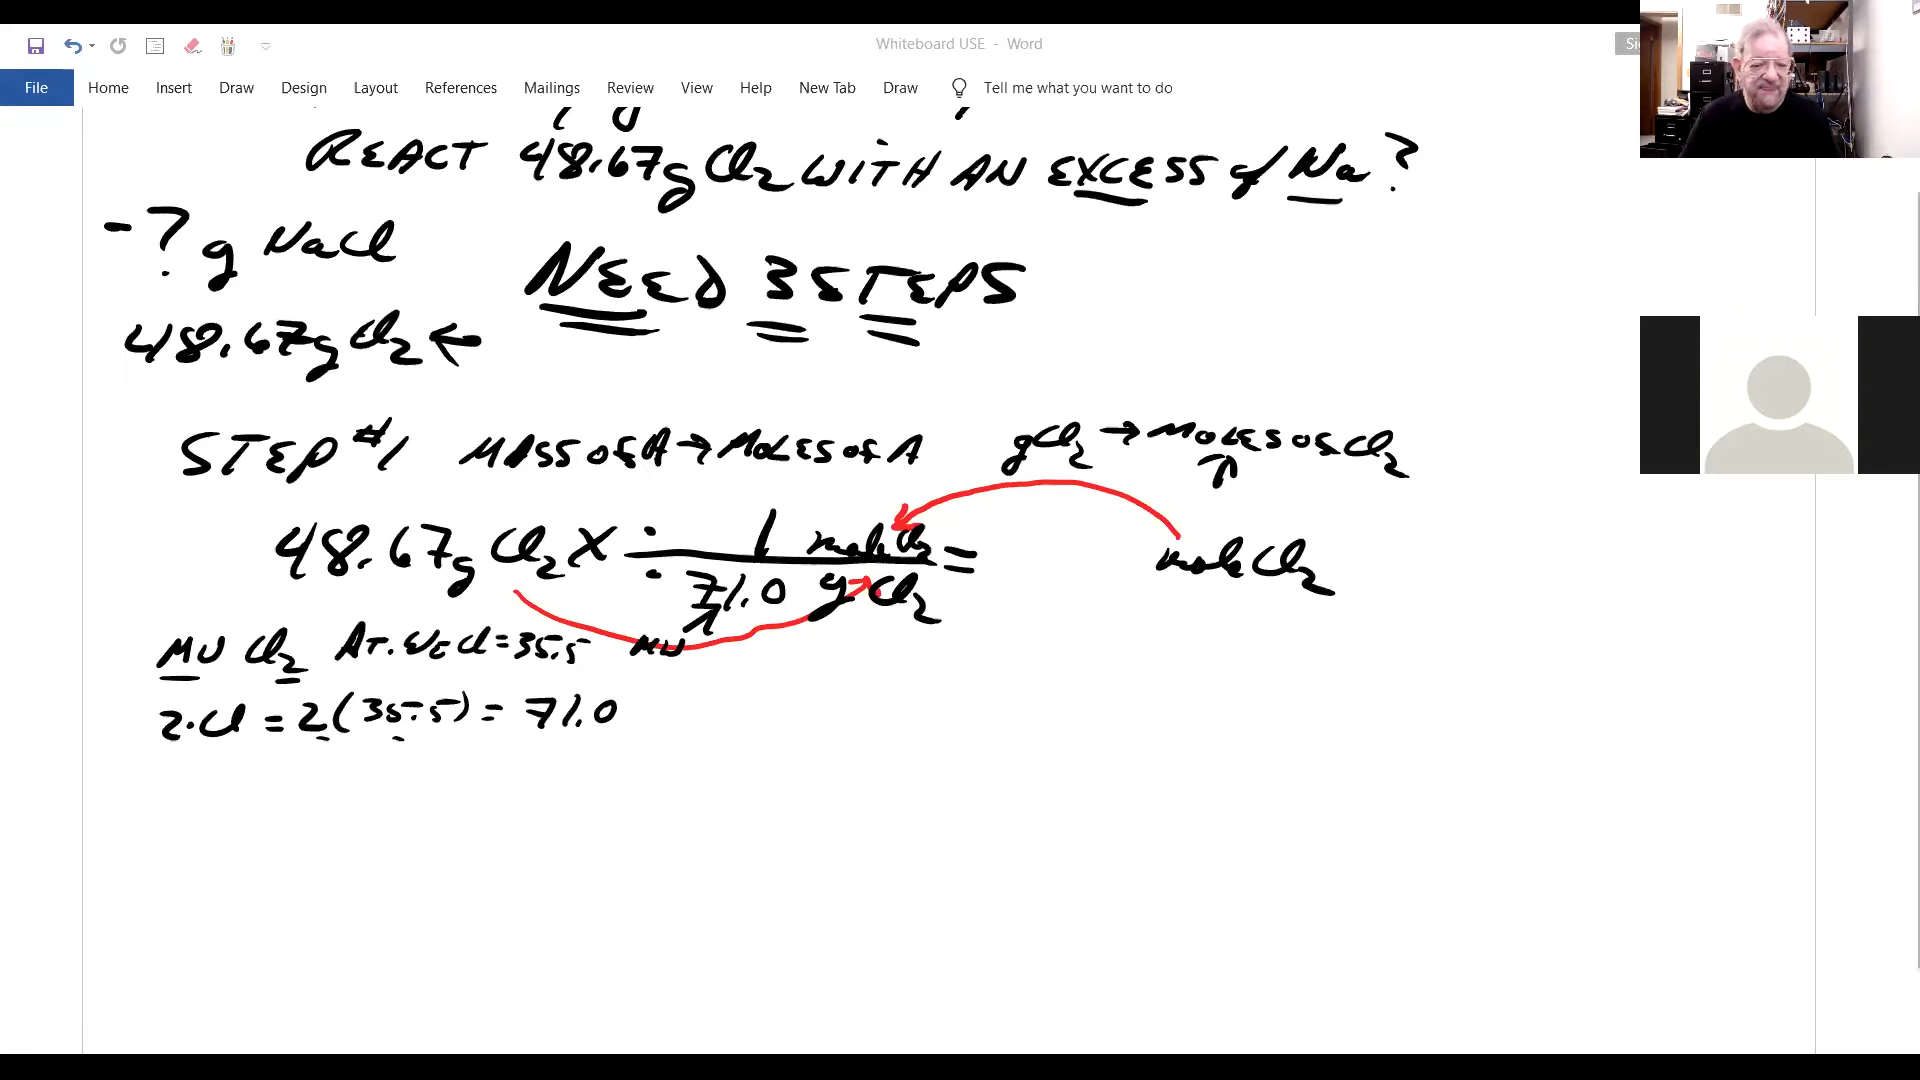 Whiteboard USE - Word
File Home Insert Draw Design Layout References Mailings Review View Help New Tab Draw Tell me what you want to do
REACT 48.67g Cl2 WITH AN EXCESS of Na?
- ? g NaCl
NEED 3 STEPS
48.67g Cl2 ←
STEP #1 MASS of A → MOLES OF A g Cl2 → MOLES OF Cl2
48.67g Cl2 X 1 mole Cl2 = mole Cl2
71.0 g Cl2
MW Cl2 AT. WE Cl = 35.5 MW
2·Cl = 2(35.5) = 71.0